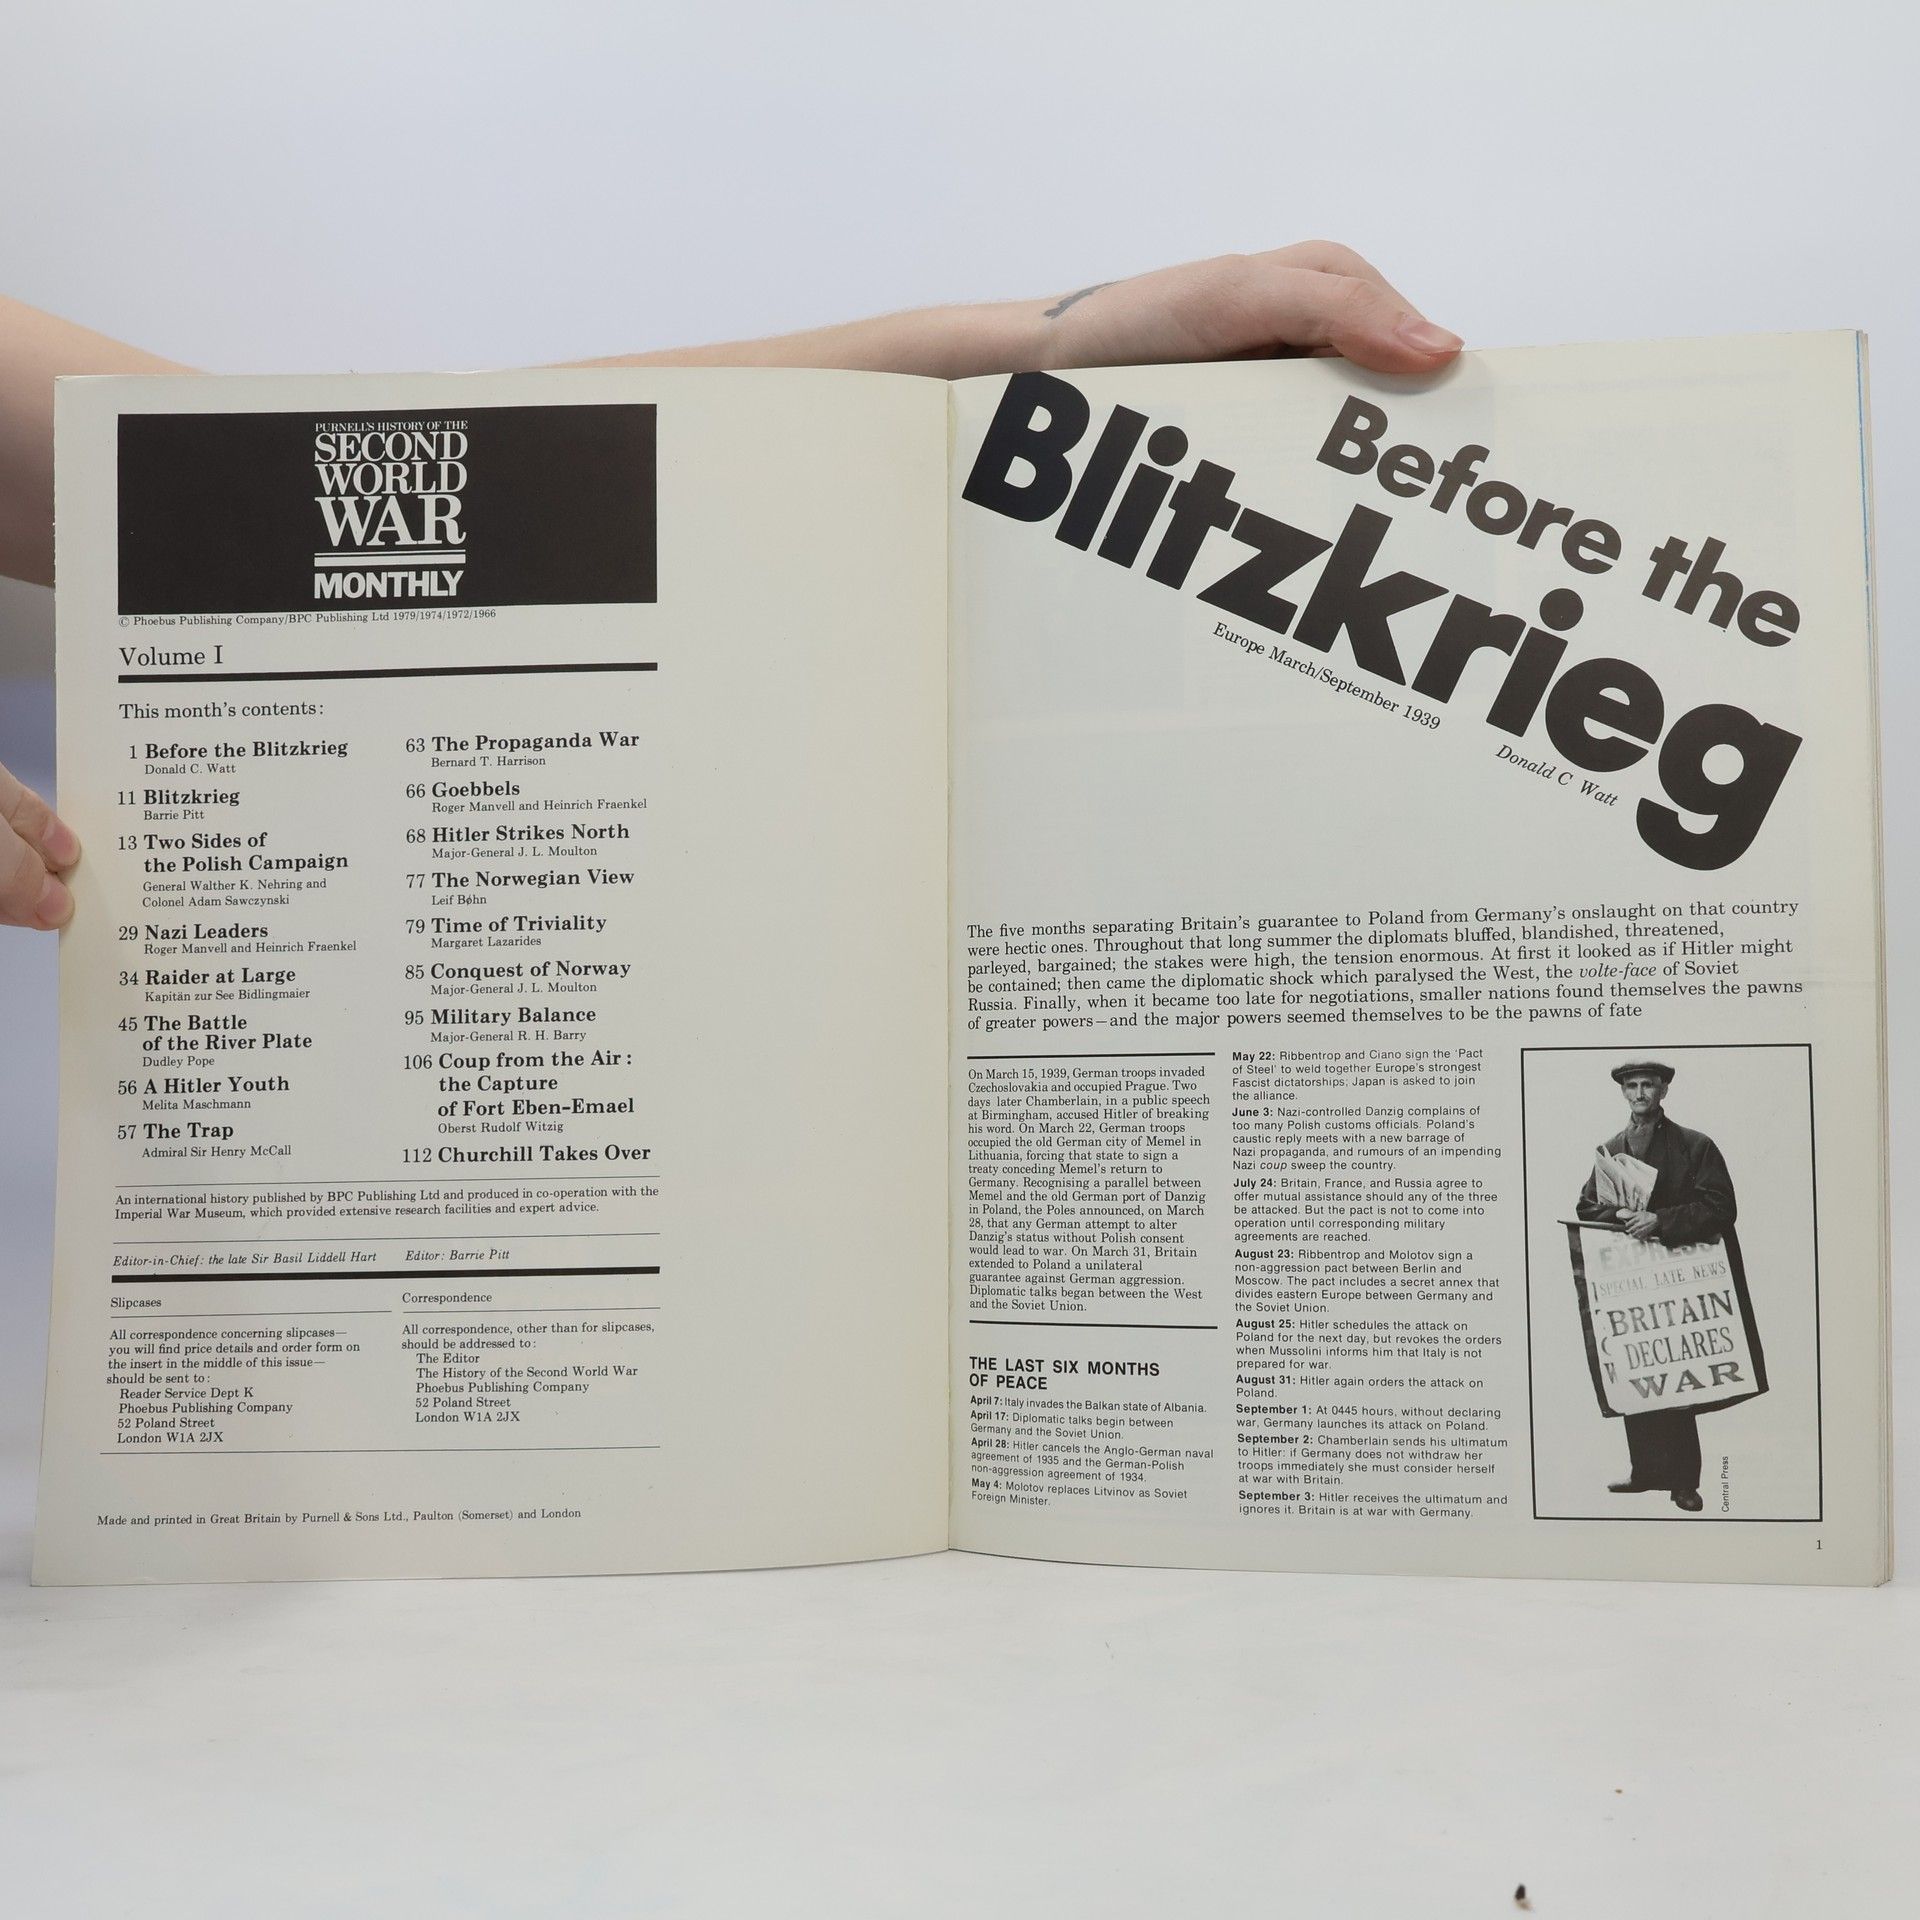 PURNELL'S HISTORY OF THE
SECOND
WORLD
WAR
MONTHLY
© Phoebus Publishing Company/BPC Publishing Ltd 1979/1974/1972/1966
Volume I
This month's contents:
1 Before the Blitzkrieg
Donald C. Watt
11 Blitzkrieg
Barrie Pitt
13 Two Sides of
the Polish Campaign
General Walther K. Nehring and
Colonel Adam Sawczynski
29 Nazi Leaders
Roger Manvell and Heinrich Fraenkel
34 Raider at Large
Kapitän zur See Bidlingmaier
45 The Battle
of the River Plate
Dudley Pope
56 A Hitler Youth
Melita Maschmann
57 The Trap
Admiral Sir Henry McCall
63 The Propaganda War
Bernard T. Harrison
66 Goebbels
Roger Manvell and Heinrich Fraenkel
68 Hitler Strikes North
Major-General J. L. Moulton
77 The Norwegian View
Leif Bøhn
79 Time of Triviality
Margaret Lazarides
85 Conquest of Norway
Major-General J. L. Moulton
95 Military Balance
Major-General R. H. Barry
106 Coup from the Air:
the Capture
of Fort Eben-Emael
Oberst Rudolf Witzig
112 Churchill Takes Over
An international history published by BPC Publishing Ltd and produced in co-operation with the
Imperial War Museum, which provided extensive research facilities and expert advice.
Editor-in-Chief: the late Sir Basil Liddell Hart Editor: Barrie Pitt
Slipcases
All correspondence concerning slipcases—
you will find price details and order form on
the insert in the middle of this issue—
should be sent to:
Reader Service Dept K
Phoebus Publishing Company
52 Poland Street
London W1A 2JX
Correspondence
All correspondence, other than for slipcases,
should be addressed to:
The Editor
The History of the Second World War
Phoebus Publishing Company
52 Poland Street
London W1A 2JX
Made and printed in Great Britain by Purnell & Sons Ltd., Paulton (Somerset) and London
Before the
Blitzkrieg
Europe March/September 1939
Donald C Watt
The five months separating Britain's guarantee to Poland from Germany's onslaught on that country
were hectic ones. Throughout that long summer the diplomats bluffed, blandished, threatened,
parleyed, bargained; the stakes were high, the tension enormous. At first it looked as if Hitler might
be contained; then came the diplomatic shock which paralysed the West, the volte-face of Soviet
Russia. Finally, when it became too late for negotiations, smaller nations found themselves the pawns
of greater powers—and the major powers seemed themselves to be the pawns of fate
On March 15, 1939, German troops invaded
Czechoslovakia and occupied Prague. Two
days later Chamberlain, in a public speech
at Birmingham, accused Hitler of breaking
his word. On March 22, German troops
occupied the old German city of Memel in
Lithuania, forcing that state to sign a
treaty conceding Memel's return to
Germany. Recognising a parallel between
Memel and the old German port of Danzig
in Poland, the Poles announced, on March
28, that any German attempt to alter
Danzig's status without Polish consent
would lead to war. On March 31, Britain
extended to Poland a unilateral
guarantee against German aggression.
Diplomatic talks began between the West
and the Soviet Union.
THE LAST SIX MONTHS
OF PEACE
April 7: Italy invades the Balkan state of Albania.
April 17: Diplomatic talks begin between
Germany and the Soviet Union.
April 28: Hitler cancels the Anglo-German naval
agreement of 1935 and the German-Polish
non-aggression agreement of 1934.
May 4: Molotov replaces Litvinov as Soviet
Foreign Minister.
May 22: Ribbentrop and Ciano sign the 'Pact
of Steel' to weld together Europe's strongest
Fascist dictatorships; Japan is asked to join
the alliance.
June 3: Nazi-controlled Danzig complains of
too many Polish customs officials. Poland's
caustic reply meets with a new barrage of
Nazi propaganda, and rumours of an impending
Nazi coup sweep the country.
July 24: Britain, France, and Russia agree to
offer mutual assistance should any of the three
be attacked. But the pact is not to come into
operation until corresponding military
agreements are reached.
August 23: Ribbentrop and Molotov sign a
non-aggression pact between Berlin and
Moscow. The pact includes a secret annex that
divides eastern Europe between Germany and
the Soviet Union.
August 25: Hitler schedules the attack on
Poland for the next day, but revokes the orders
when Mussolini informs him that Italy is not
prepared for war.
August 31: Hitler again orders the attack on
Poland.
September 1: At 0445 hours, without declaring
war, Germany launches its attack on Poland.
September 2: Chamberlain sends his ultimatum
to Hitler: if Germany does not withdraw her
troops immediately she must consider herself
at war with Britain.
September 3: Hitler receives the ultimatum and
ignores it. Britain is at war with Germany.
EXPRESS
SPECIAL LATE NEWS
BRITAIN
DECLARES
WAR
Central Press
1